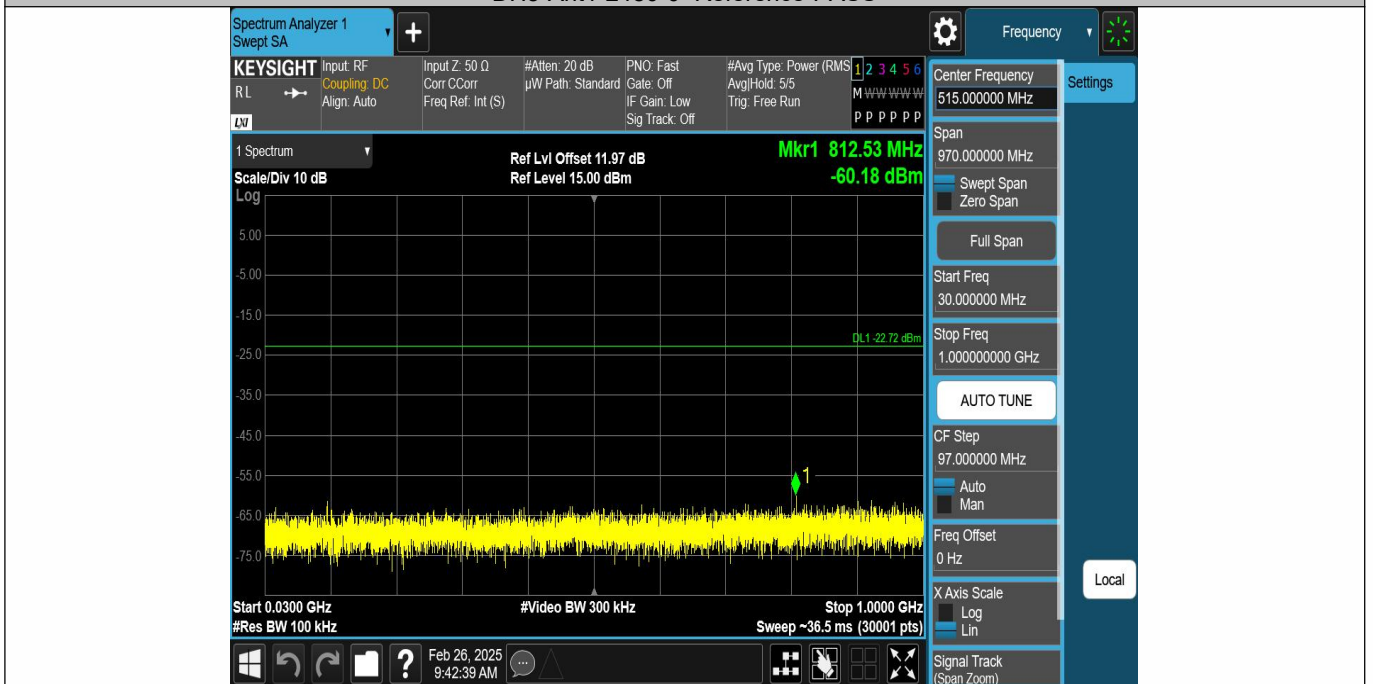 Spectrum Analyzer 1
Swept SA
+
Frequency
KEYSIGHT
RL
LXI
Input: RF
Coupling: DC
Align: Auto
Input Z: 50 Ω
Corr CCorr
Freq Ref: Int (S)
#Atten: 20 dB
µW Path: Standard
PNO: Fast
Gate: Off
IF Gain: Low
Sig Track: Off
#Avg Type: Power (RMS
Avg|Hold: 5/5
Trig: Free Run
1 2 3 4 5 6
M W W W W W
P P P P P P
Center Frequency
515.000000 MHz
Settings
1 Spectrum
Scale/Div 10 dB
Ref Lvl Offset 11.97 dB
Ref Level 15.00 dBm
Mkr1 812.53 MHz
-60.18 dBm
Span
970.000000 MHz
Swept Span
Zero Span
Full Span
Start Freq
30.000000 MHz
Stop Freq
1.000000000 GHz
AUTO TUNE
CF Step
97.000000 MHz
Auto
Man
Freq Offset
0 Hz
X Axis Scale
Log
Lin
Signal Track
(Span Zoom)
Local
Log
5.00
-5.00
-15.0
DL1 -22.72 dBm
-25.0
-35.0
-45.0
-55.0
1
-65.0
-75.0
Start 0.0300 GHz
#Video BW 300 kHz
Stop 1.0000 GHz
#Res BW 100 kHz
Sweep ~36.5 ms (30001 pts)
?
Feb 26, 2025
9:42:39 AM